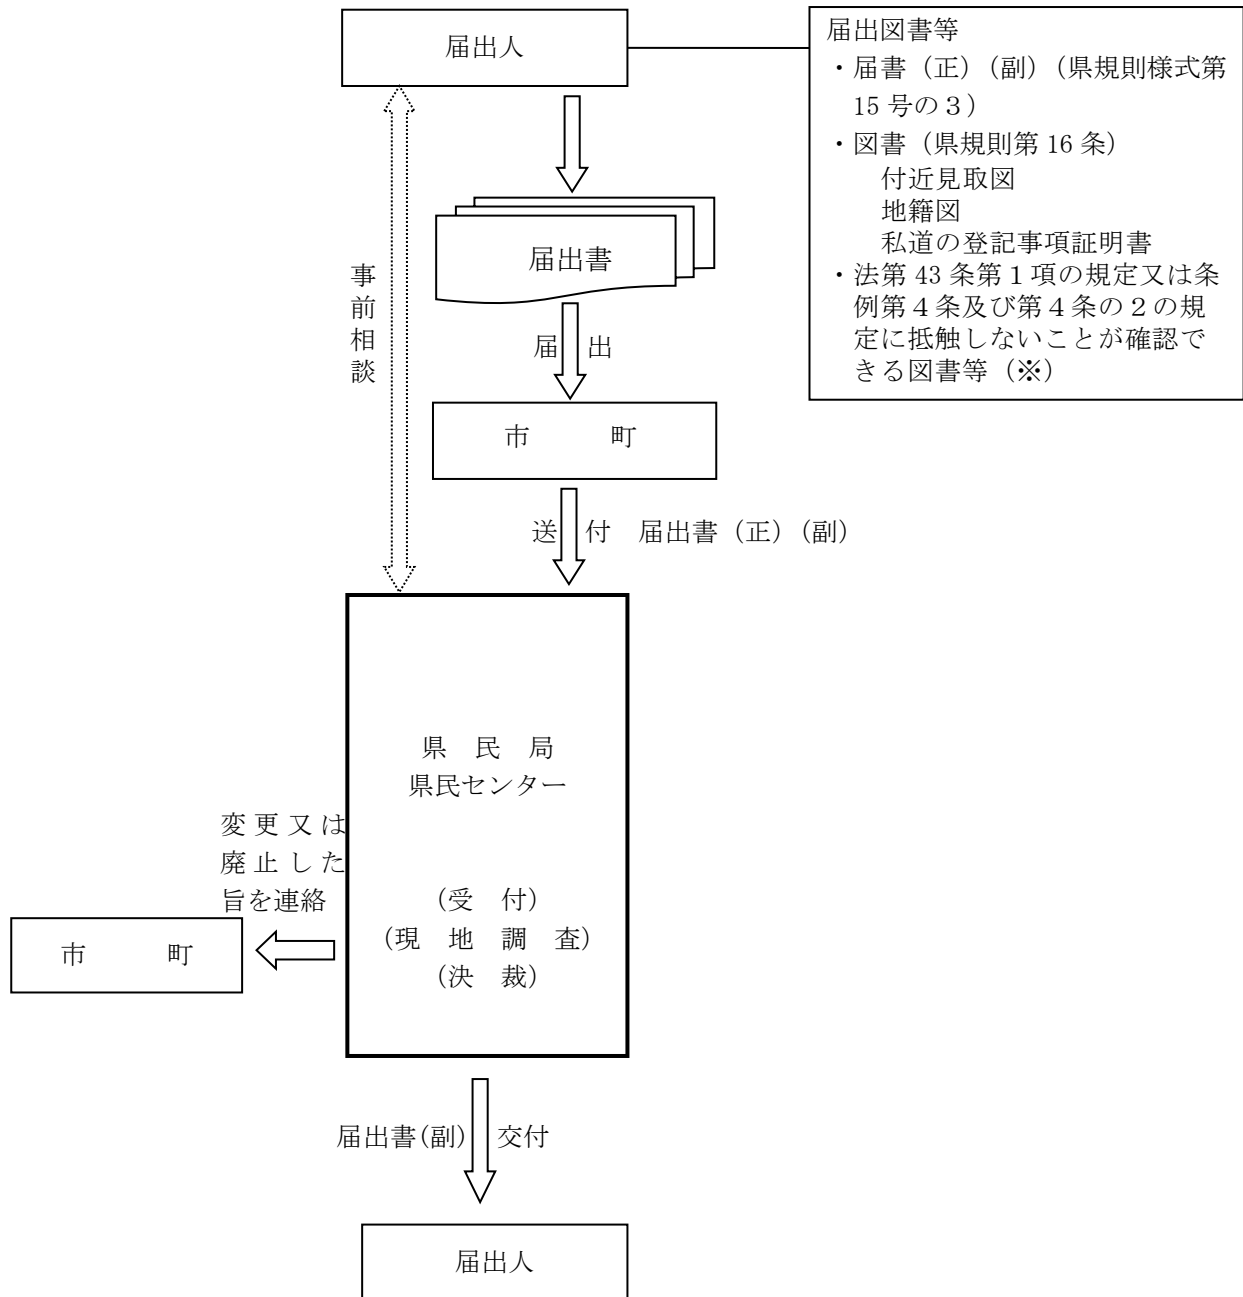 届出人
届出図書等
・届書（正）（副）（県規則様式第
15 号の３）
・図書（県規則第 16 条）
付近見取図
地籍図
私道の登記事項証明書
・法第 43 条第１項の規定又は条
例第４条及び第４条の２の規
定に抵触しないことが確認で
きる図書等（※）
届出書
事前相談
届 出
市　　　町
送 付　届出書（正）（副）
県　民　局
県民センター
（受　付）
（現　地　調　査）
（決　裁）
変更又は
廃止した
旨を連絡
市　　　町
届出書(副) 交付
届出人